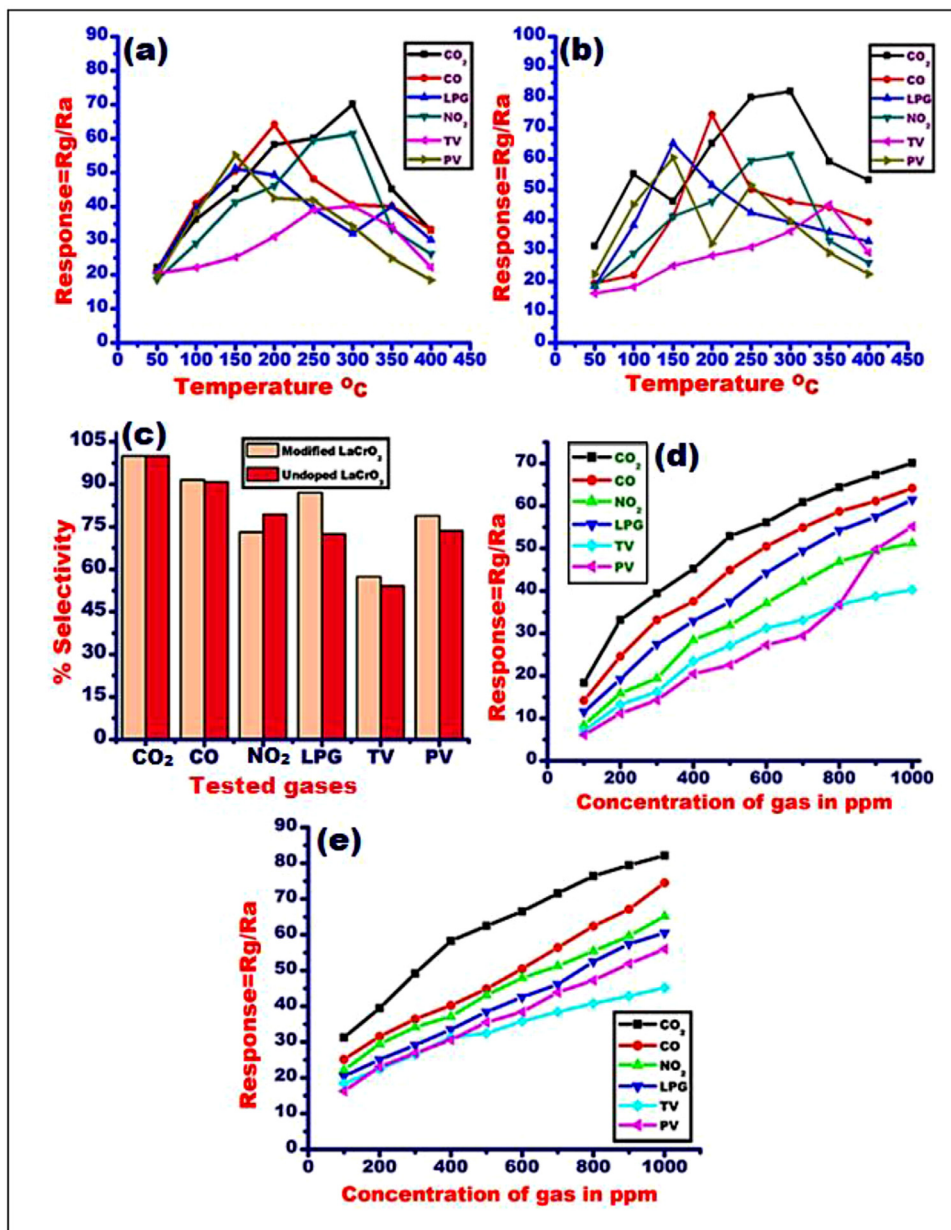 (a)
Response=Rg/Ra
90
80
70
60
50
40
30
20
10
0
0 50 100 150 200 250 300 350 400 450
Temperature °C
CO₂
CO
LPG
NO₂
TV
PV
(b)
Response=Rg/Ra
100
90
80
70
60
50
40
30
20
10
0
0 50 100 150 200 250 300 350 400 450
Temperature °C
CO₂
CO
LPG
NO₂
TV
PV
(c)
% Selectivity
105
90
75
60
45
30
15
0
Modified LaCrO₃
Undoped LaCrO₃
CO₂ CO NO₂ LPG TV PV
Tested gases
(d)
Response=Rg/Ra
70
60
50
40
30
20
10
0
0 200 400 600 800 1000
Concentration of gas in ppm
CO₂
CO
NO₂
LPG
TV
PV
(e)
Response=Rg/Ra
90
80
70
60
50
40
30
20
10
0
0 200 400 600 800 1000
Concentration of gas in ppm
CO₂
CO
NO₂
LPG
TV
PV